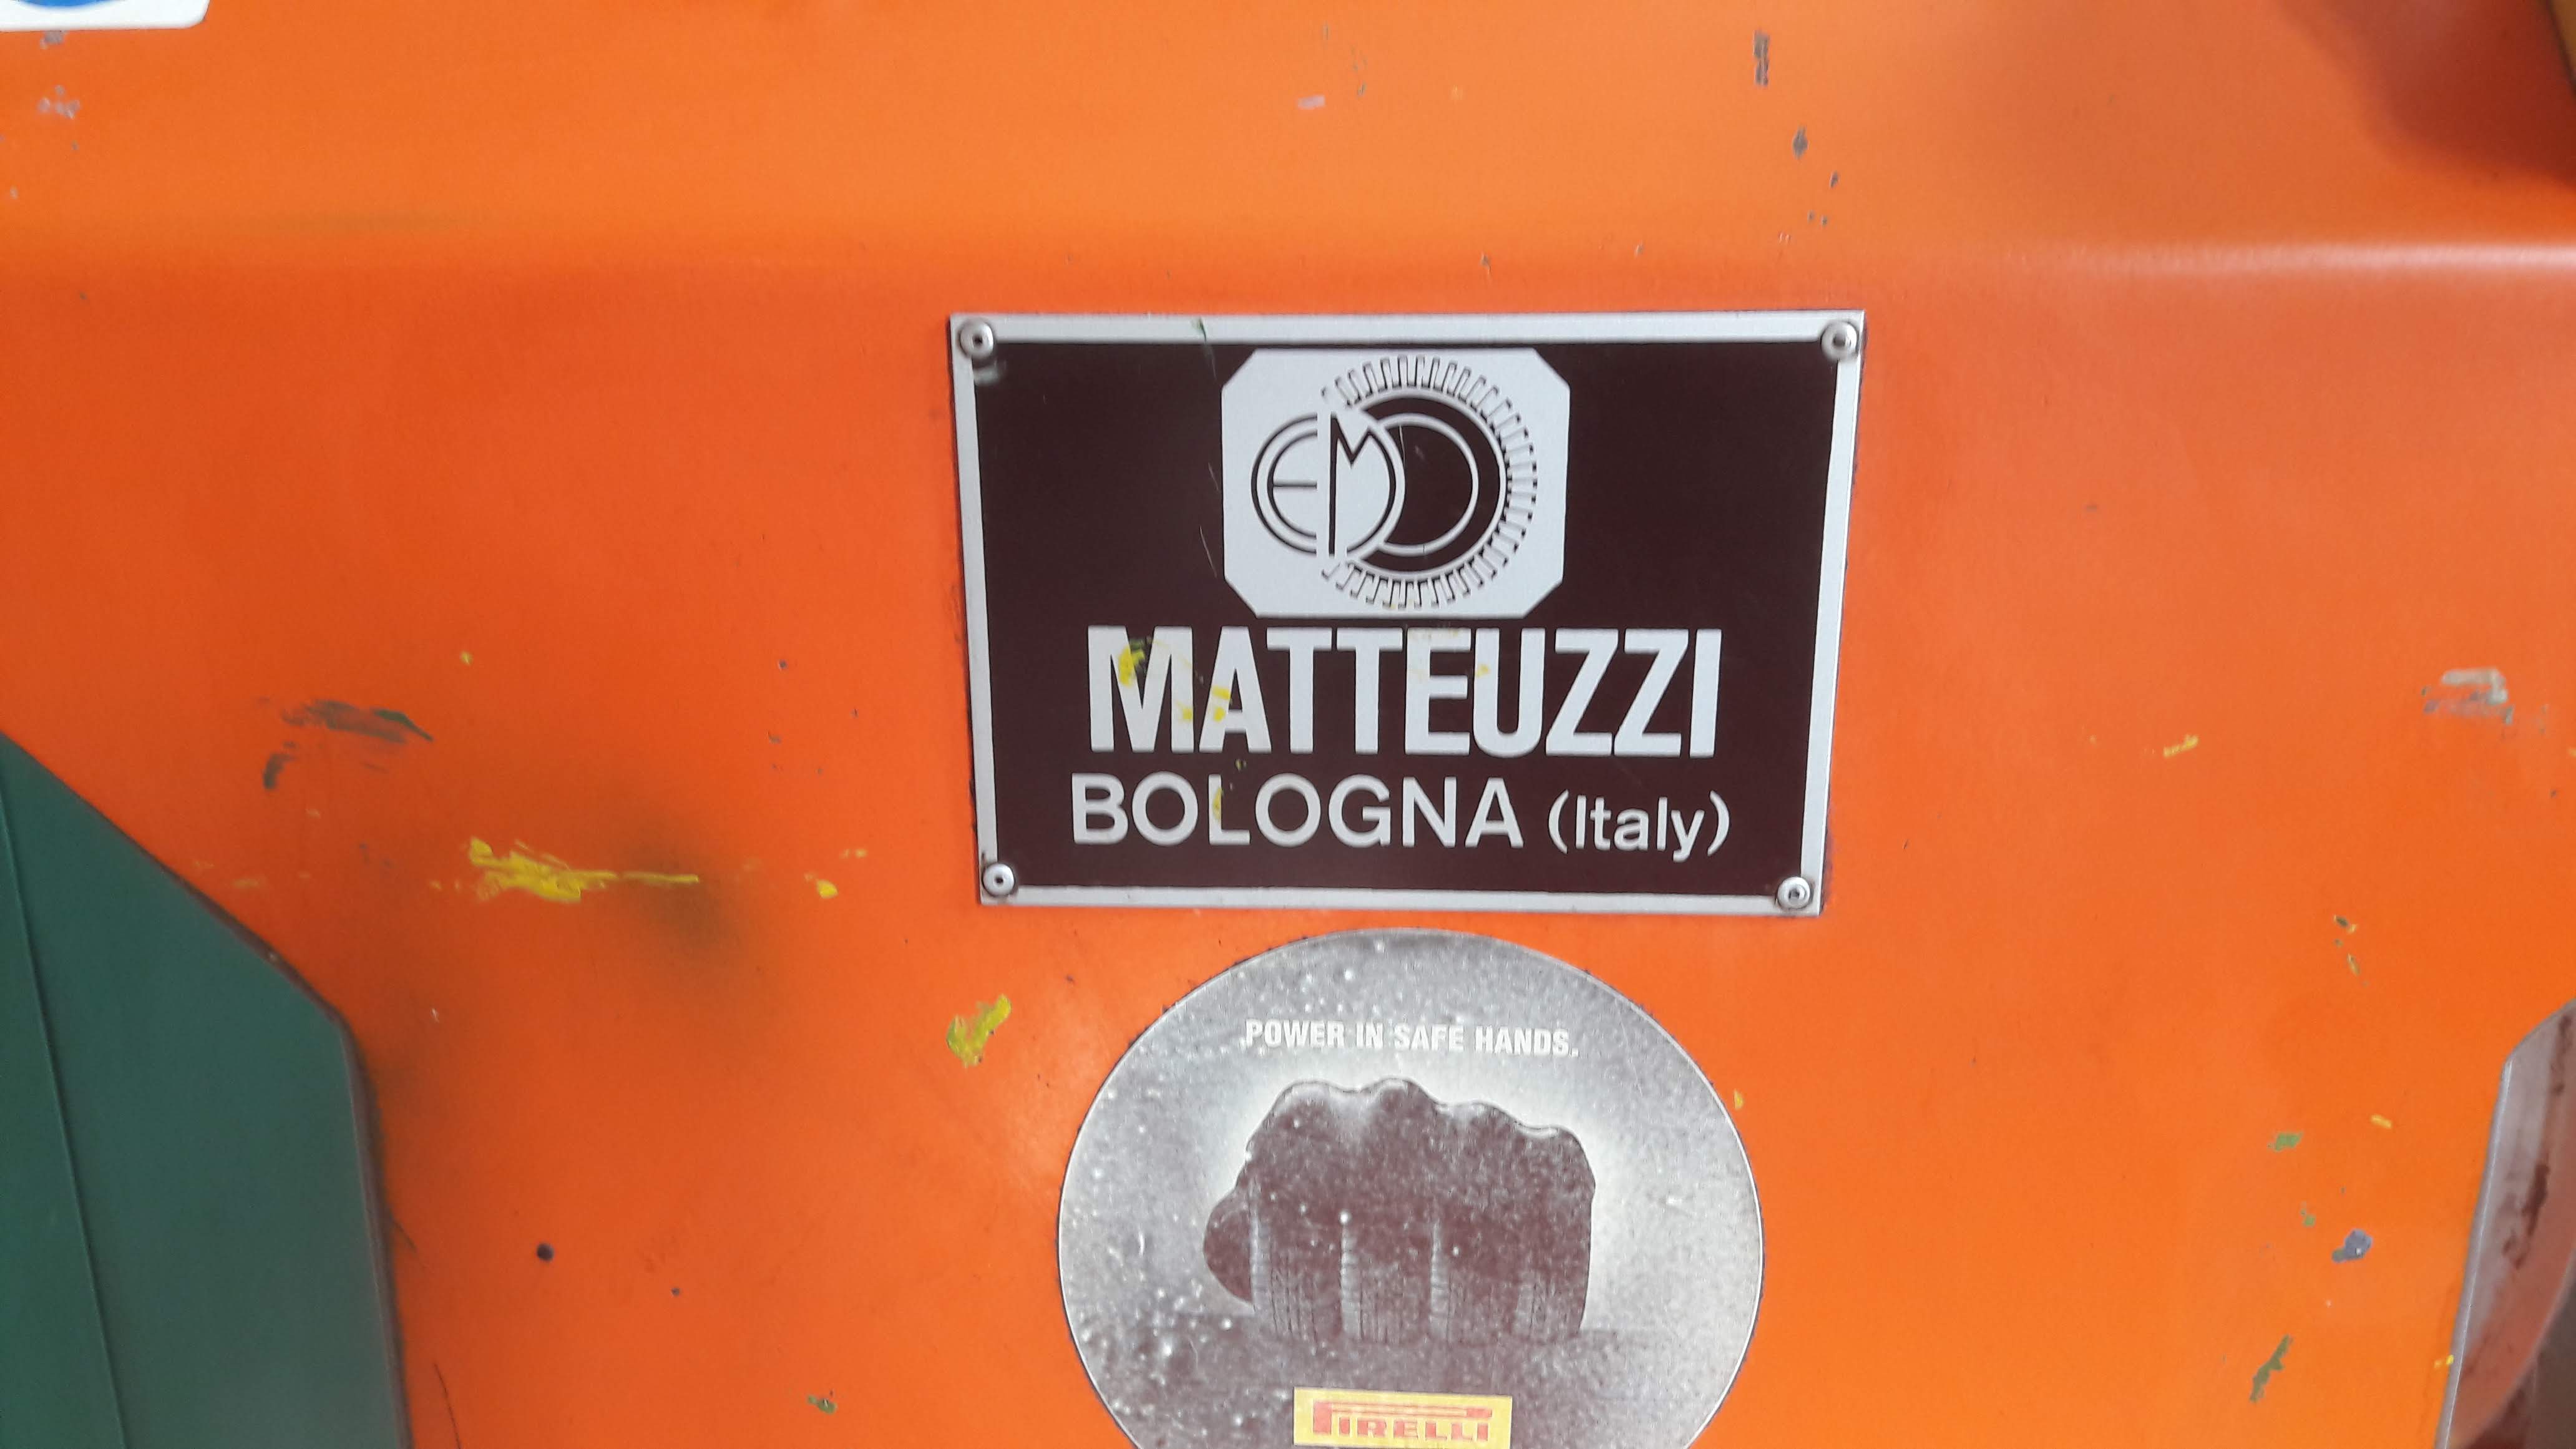 EM
MATTEUZZI
BOLOGNA (Italy)
POWER IN SAFE HANDS.
PIRELLI